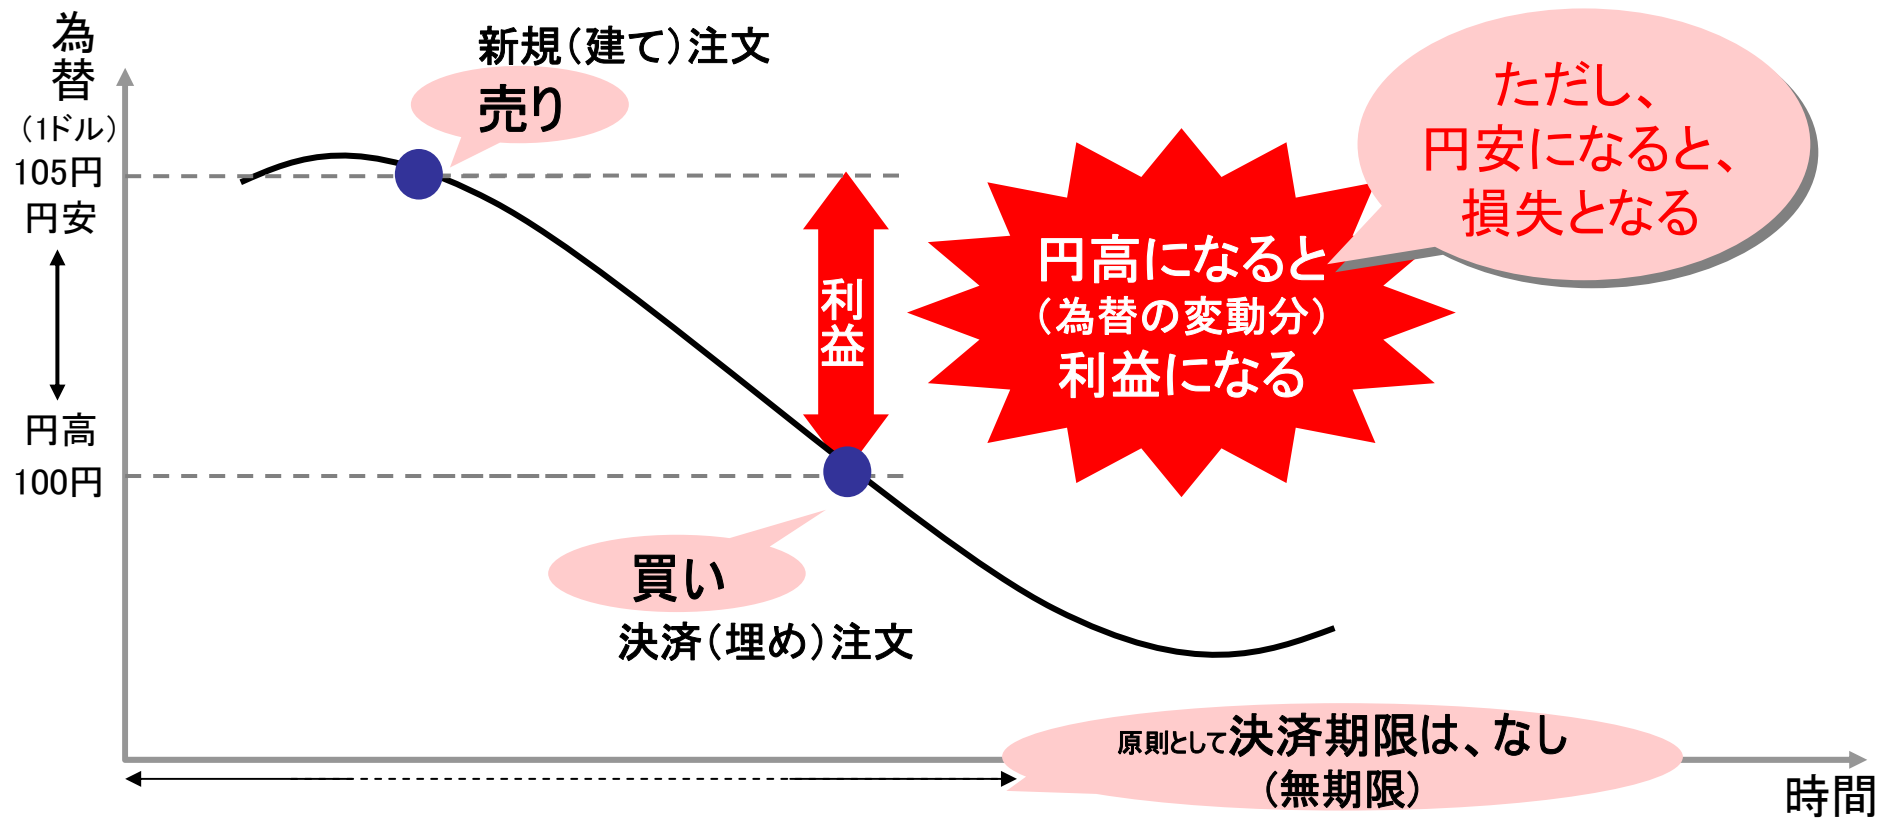 為替
（1ドル）
105円
円安
円高
100円
新規（建て）注文
売り
利益
円高になると
（為替の変動分）
利益になる
ただし、
円安になると、
損失となる
買い
決済（埋め）注文
原則として決済期限は、なし
（無期限）
時間